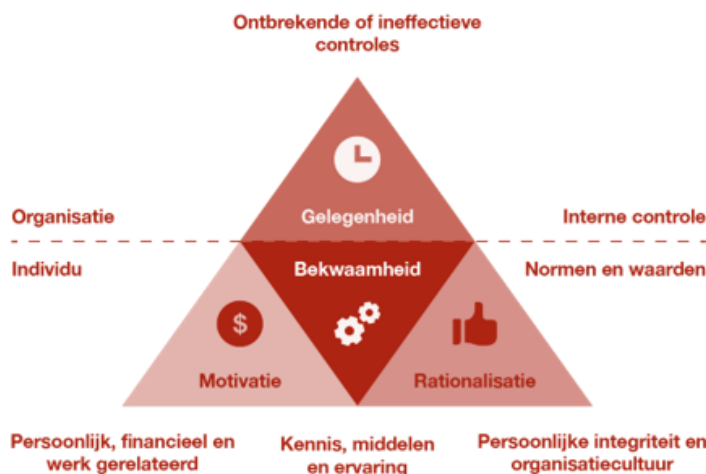 Ontbrekende of ineffectieve
controles
Organisatie
Gelegenheid
Interne controle
Individu
Bekwaamheid
Normen en waarden
$
Motivatie
Rationalisatie
Persoonlijk, financieel en
werk gerelateerd
Kennis, middelen
en ervaring
Persoonlijke integriteit en
organisatiecultuur